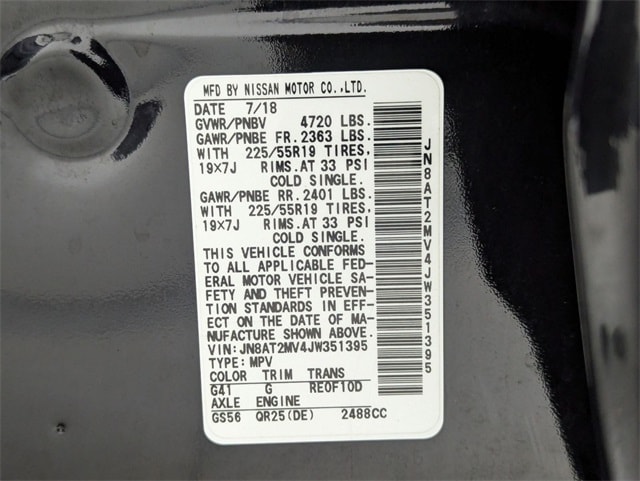 MFD BY NISSAN MOTOR CO.,LTD.
DATE 7/18
GVWR/PNBV 4720 LBS.
GAWR/PNBE FR.2363 LBS.
WITH 225/55R19 TIRES,
19×7J RIMS.AT 33 PSI
COLD SINGLE.
GAWR/PNBE RR.2401 LBS.
WITH 225/55R19 TIRES,
19×7J RIMS.AT 33 PSI
COLD SINGLE.
THIS VEHICLE CONFORMS
TO ALL APPLICABLE FED-
ERAL MOTOR VEHICLE SA-
FETY AND THEFT PREVEN-
TION STANDARDS IN EFF-
ECT ON THE DATE OF MA-
NUFACTURE SHOWN ABOVE.
VIN:JN8AT2MV4JW351395
TYPE:MPV
COLOR TRIM TRANS
G41 G RE0F10D
AXLE ENGINE
GS56 QR25(DE) 2488CC
JN8AT2MV4JW351395